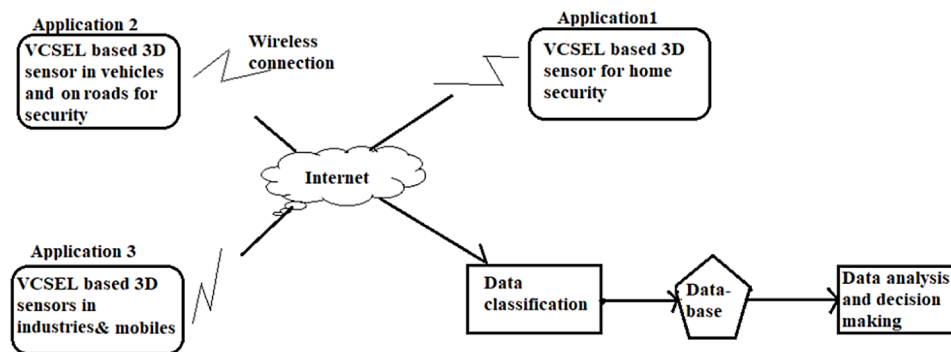 Application 2
VCSEL based 3D
sensor in vehicles
and on roads for
security
Wireless
connection
Application1
VCSEL based 3D
sensor for home
security
Internet
Application 3
VCSEL based 3D
sensors in
industries& mobiles
Data
classification
Data-
base
Data analysis
and decision
making